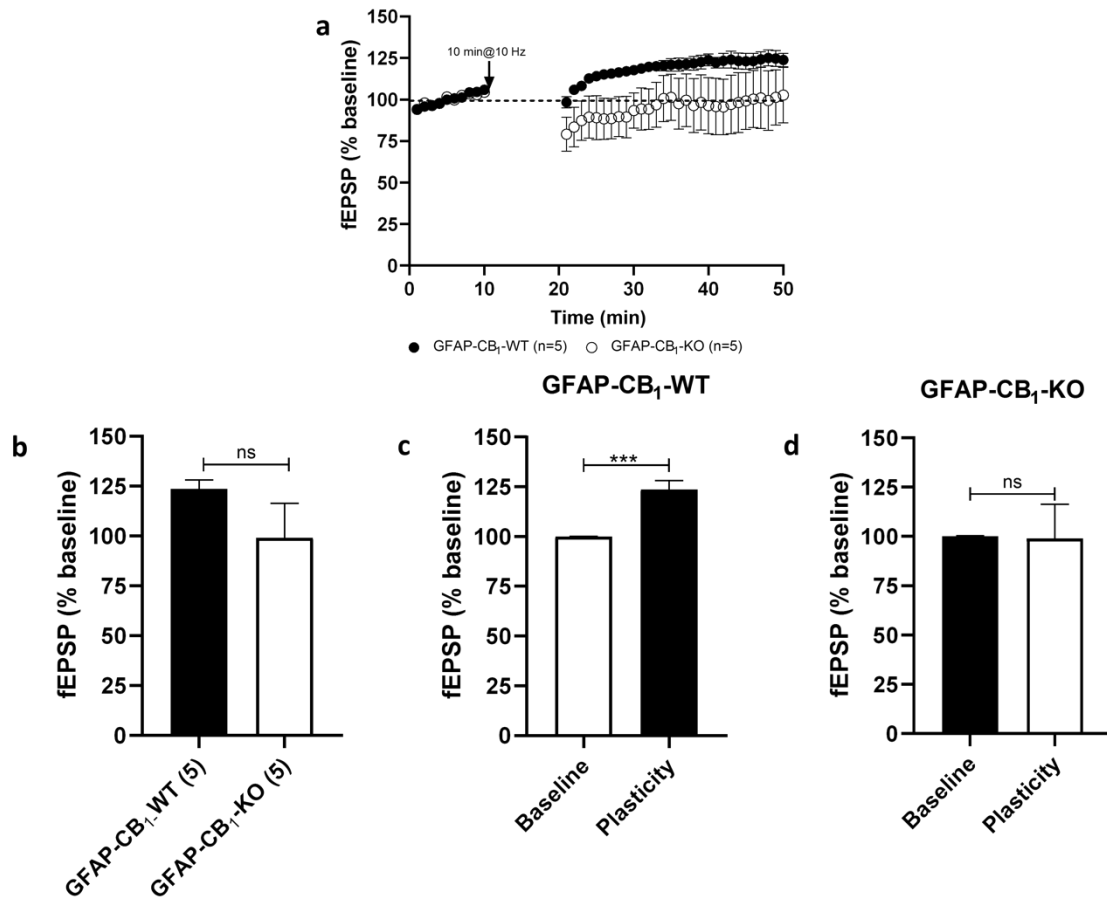 a
10 min@10 Hz
150
125
100
75
50
25
0
fEPSP (% baseline)
0 10 20 30 40 50
Time (min)
● GFAP-CB₁-WT (n=5) ○ GFAP-CB₁-KO (n=5)
b
ns
150
125
100
75
50
25
0
fEPSP (% baseline)
GFAP-CB₁-WT (5)
GFAP-CB₁-KO (5)
GFAP-CB₁-WT
c
***
150
125
100
75
50
25
0
fEPSP (% baseline)
Baseline
Plasticity
GFAP-CB₁-KO
d
ns
150
125
100
75
50
25
0
fEPSP (% baseline)
Baseline
Plasticity